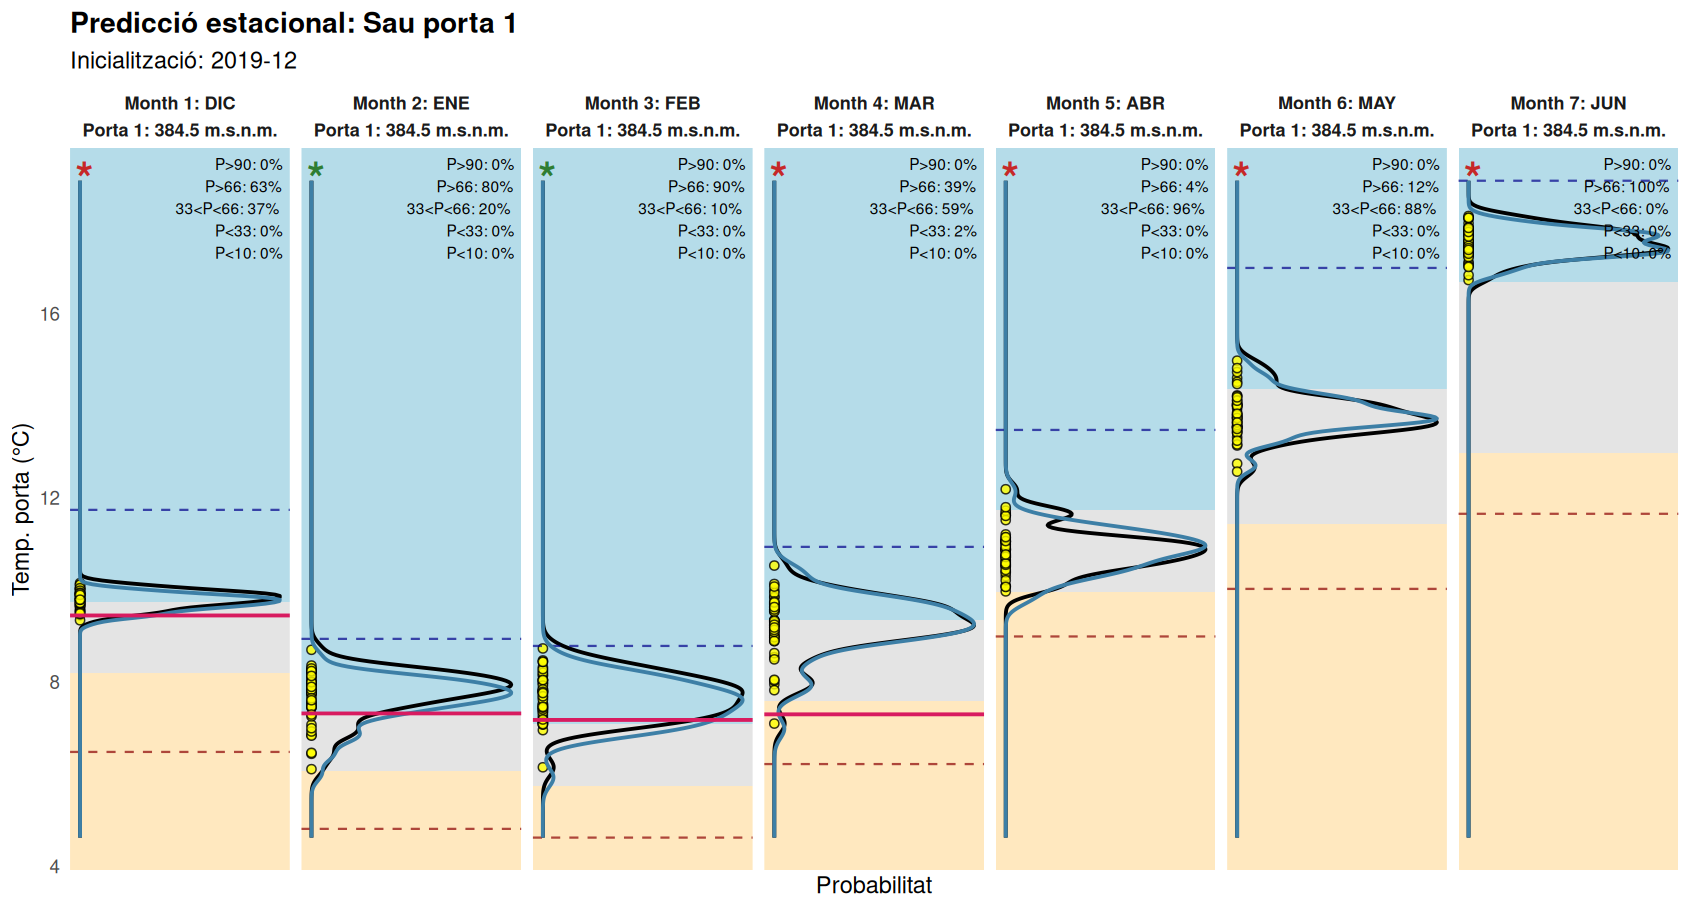 Predicció estacional: Sau porta 1
Inicialització: 2019-12
Month 1: DIC
Porta 1: 384.5 m.s.n.m.
Month 2: ENE
Porta 1: 384.5 m.s.n.m.
Month 3: FEB
Porta 1: 384.5 m.s.n.m.
Month 4: MAR
Porta 1: 384.5 m.s.n.m.
Month 5: ABR
Porta 1: 384.5 m.s.n.m.
Month 6: MAY
Porta 1: 384.5 m.s.n.m.
Month 7: JUN
Porta 1: 384.5 m.s.n.m.
*
P>90: 0%
P>66: 63%
33<P<66: 37%
P<33: 0%
P<10: 0%
*
P>90: 0%
P>66: 80%
33<P<66: 20%
P<33: 0%
P<10: 0%
*
P>90: 0%
P>66: 90%
33<P<66: 10%
P<33: 0%
P<10: 0%
*
P>90: 0%
P>66: 39%
33<P<66: 59%
P<33: 2%
P<10: 0%
*
P>90: 0%
P>66: 4%
33<P<66: 96%
P<33: 0%
P<10: 0%
*
P>90: 0%
P>66: 12%
33<P<66: 88%
P<33: 0%
P<10: 0%
*
P>90: 0%
P>66: 100%
33<P<66: 0%
P<33: 0%
P<10: 0%
16
12
8
4
Temp. porta (°C)
Probabilitat